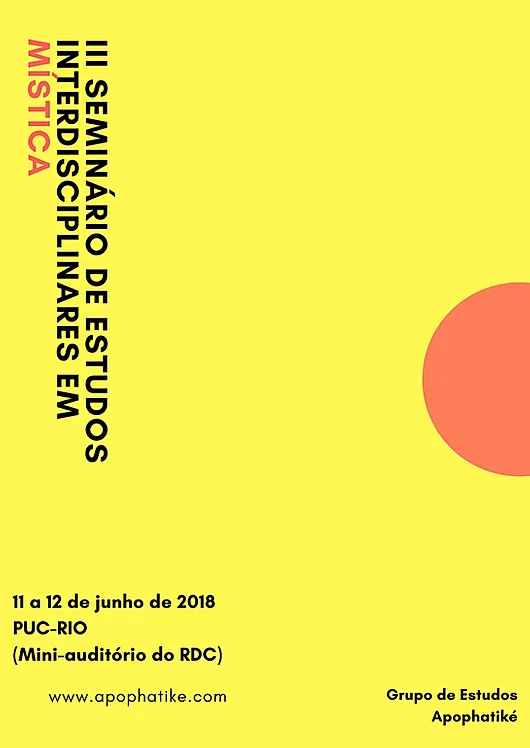 III SEMINÁRIO DE ESTUDOS
INTERDISCIPLINARES EM
MÍSTICA
11 a 12 de junho de 2018
PUC-RIO
(Mini-auditório do RDC)
www.apophatike.com
Grupo de Estudos
Apophatiké